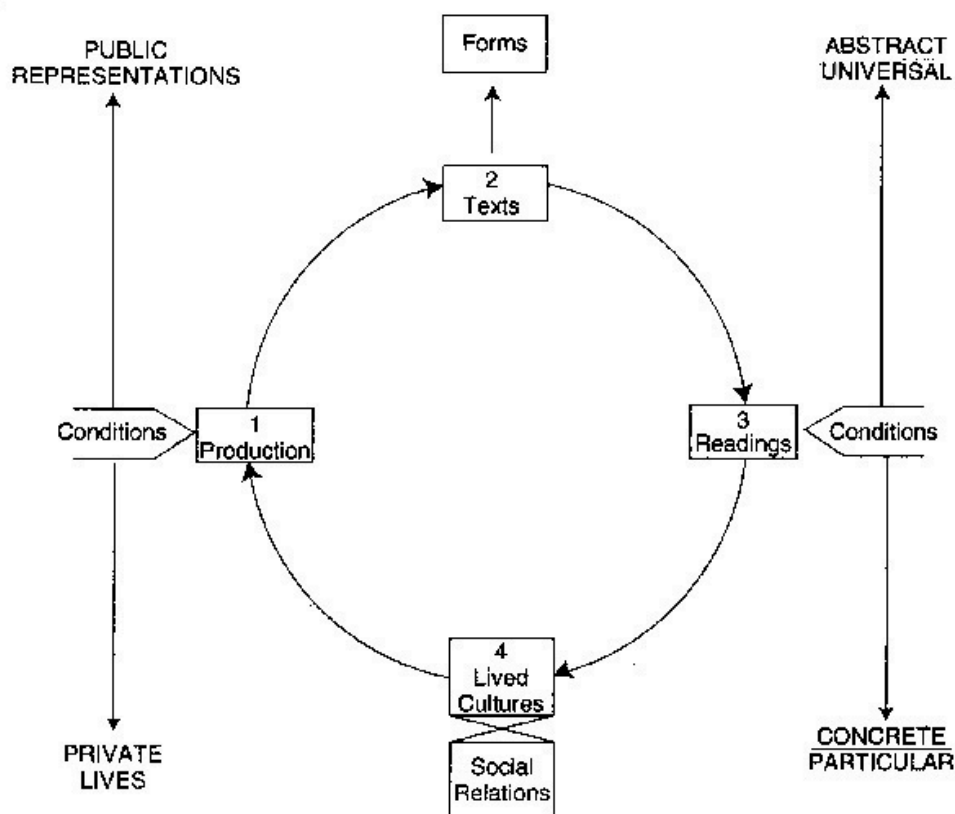 PUBLIC
REPRESENTATIONS
Forms
ABSTRACT
UNIVERSAL
2
Texts
Conditions
1
Production
3
Readings
Conditions
4
Lived
Cultures
PRIVATE
LIVES
Social
Relations
CONCRETE
PARTICULAR